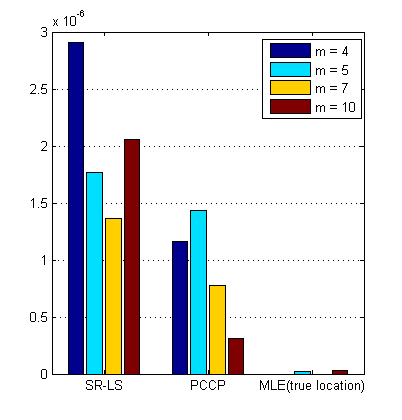 x 10^-6
3
2.5
2
1.5
1
0.5
0
m = 4
m = 5
m = 7
m = 10
SR-LS PCCP MLE(true location)